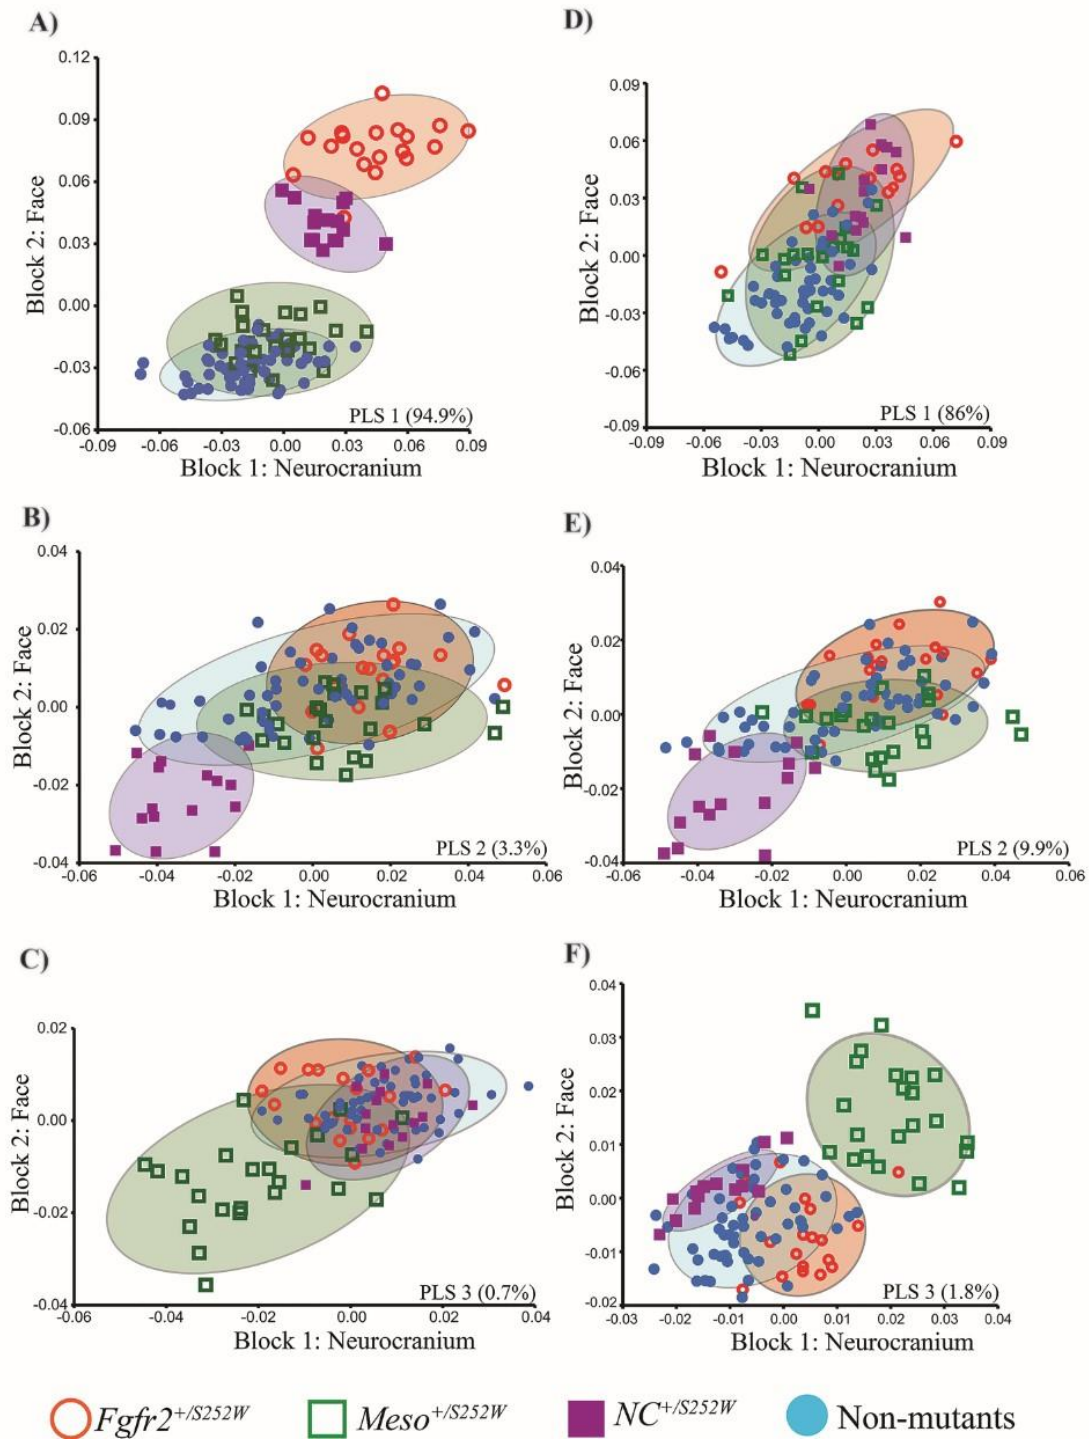 A)
0.12
0.09
0.06
0.03
0.00
-0.03
-0.06
Block 2: Face
PLS 1 (94.9%)
-0.09 -0.06 -0.03 0.00 0.03 0.06 0.09
Block 1: Neurocranium
D)
0.09
0.06
0.03
0.00
-0.03
-0.06
-0.09
Block 2: Face
PLS 1 (86%)
-0.09 -0.06 -0.03 0.00 0.03 0.06 0.09
Block 1: Neurocranium
B)
0.04
0.02
0.00
-0.02
-0.04
Block 2: Face
PLS 2 (3.3%)
-0.06 -0.04 -0.02 0.00 0.02 0.04 0.06
Block 1: Neurocranium
E)
0.04
0.02
0.00
-0.02
-0.04
Block 2: Face
PLS 2 (9.9%)
-0.06 -0.04 -0.02 0.00 0.02 0.04 0.06
Block 1: Neurocranium
C)
0.02
0.00
-0.02
-0.04
Block 2: Face
PLS 3 (0.7%)
-0.06 -0.04 -0.02 0.00 0.02 0.04
Block 1: Neurocranium
F)
0.04
0.03
0.02
0.01
0.00
-0.01
-0.02
Block 2: Face
PLS 3 (1.8%)
-0.03 -0.02 -0.01 0.00 0.01 0.02 0.03 0.04
Block 1: Neurocranium
Fgfr2+/S252W Meso+/S252W NC+/S252W Non-mutants